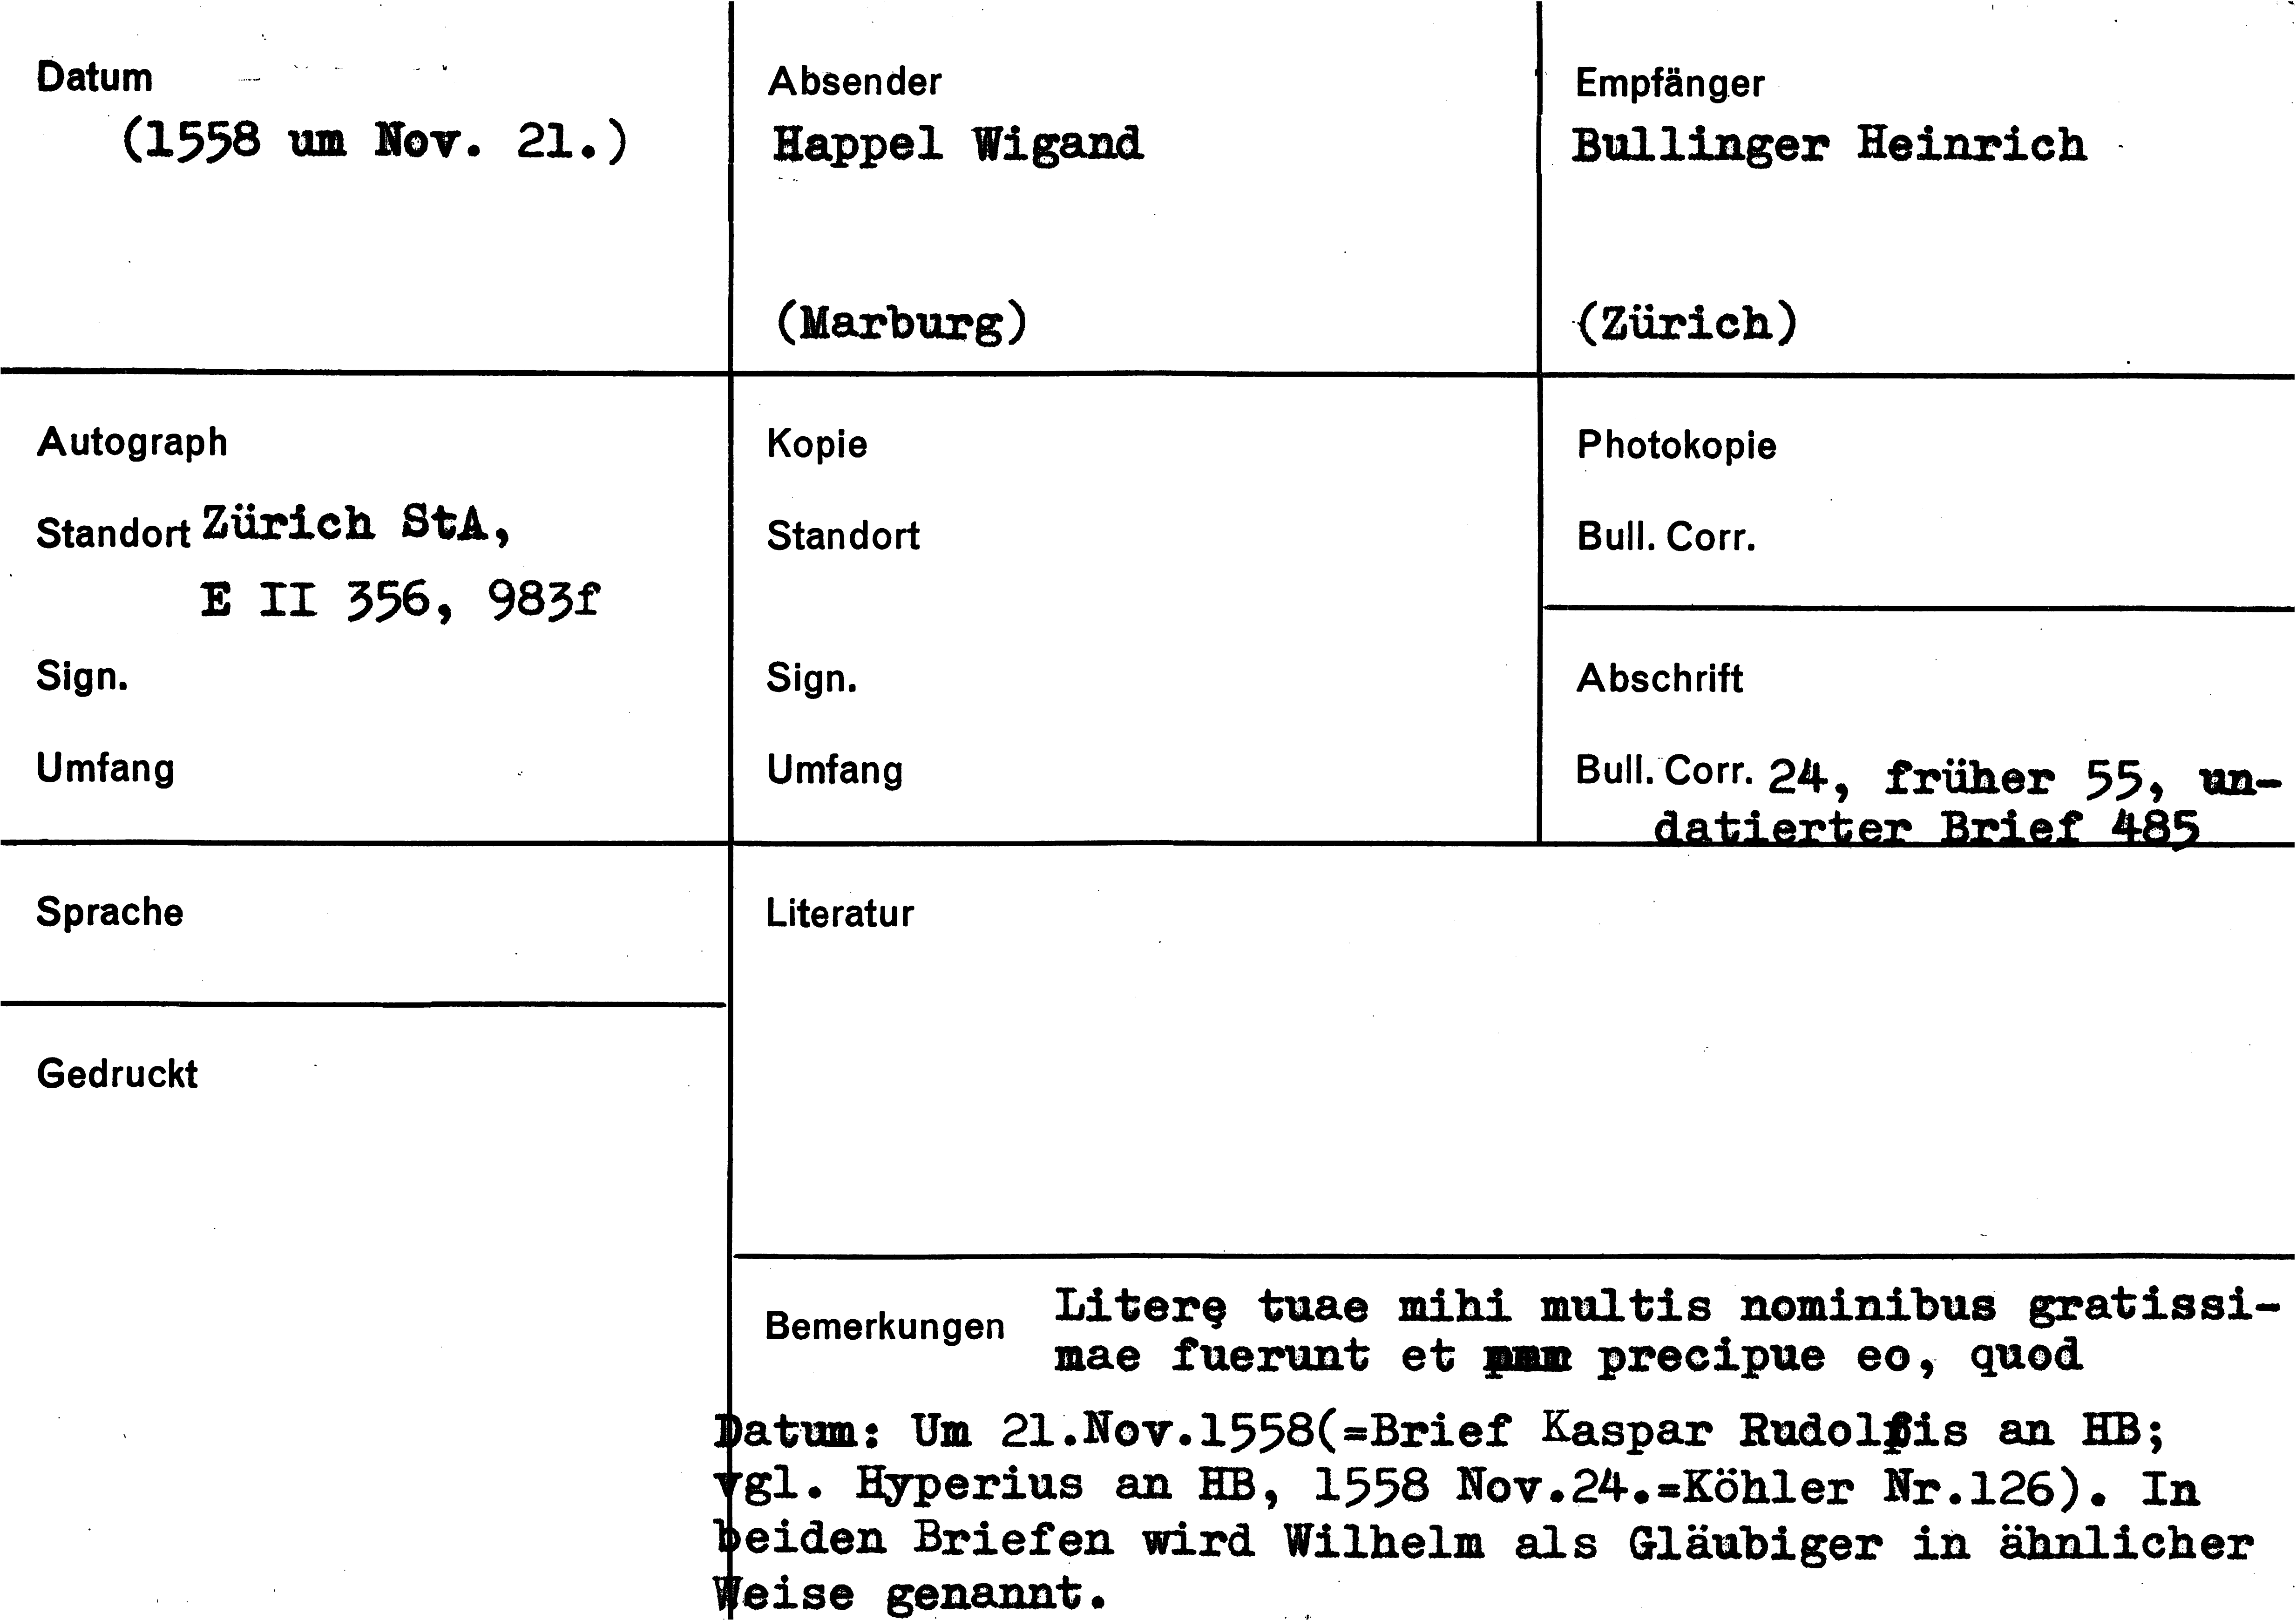 Datum
(1558 um Nov. 21.)
Absender
Happel Wigand
(Marburg)
Empfänger
Bullinger Heinrich
(Zürich)
Autograph
Standort Zürich StA,
E II 356, 983f
Sign.
Umfang
Kopie
Standort
Sign.
Umfang
Photokopie
Bull. Corr.
Abschrift
Bull. Corr. 24, früher 55, un-
datierter Brief 485
Sprache
Gedruckt
Literatur
Bemerkungen
Literę tuae mihi multis nominibus gratissi-
mae fuerunt et precipue eo, quod
Datum: Um 21.Nov.1558(=Brief Kaspar Rudolfis an HB;
vgl. Hyperius an HB, 1558 Nov.24.=Köhler Nr.126). In
beiden Briefen wird Wilhelm als Gläubiger in ähnlicher
Weise genannt.